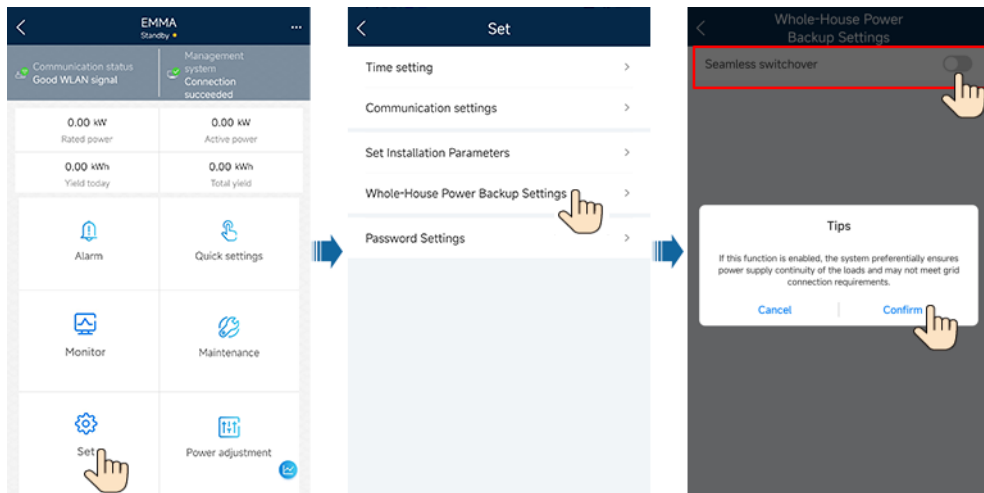 EMMA
Standby
Communication status
Good WLAN signal
Management
system
Connection
succeeded
0.00 kW
Rated power
0.00 kW
Active power
0.00 kWh
Yield today
0.00 kWh
Total yield
Alarm
Quick settings
Monitor
Maintenance
Set
Power adjustment
Set
Time setting
Communication settings
Set Installation Parameters
Whole-House Power Backup Settings
Password Settings
Whole-House Power
Backup Settings
Seamless switchover
Tips
If this function is enabled, the system preferentially ensures
power supply continuity of the loads and may not meet grid
connection requirements.
Cancel
Confirm